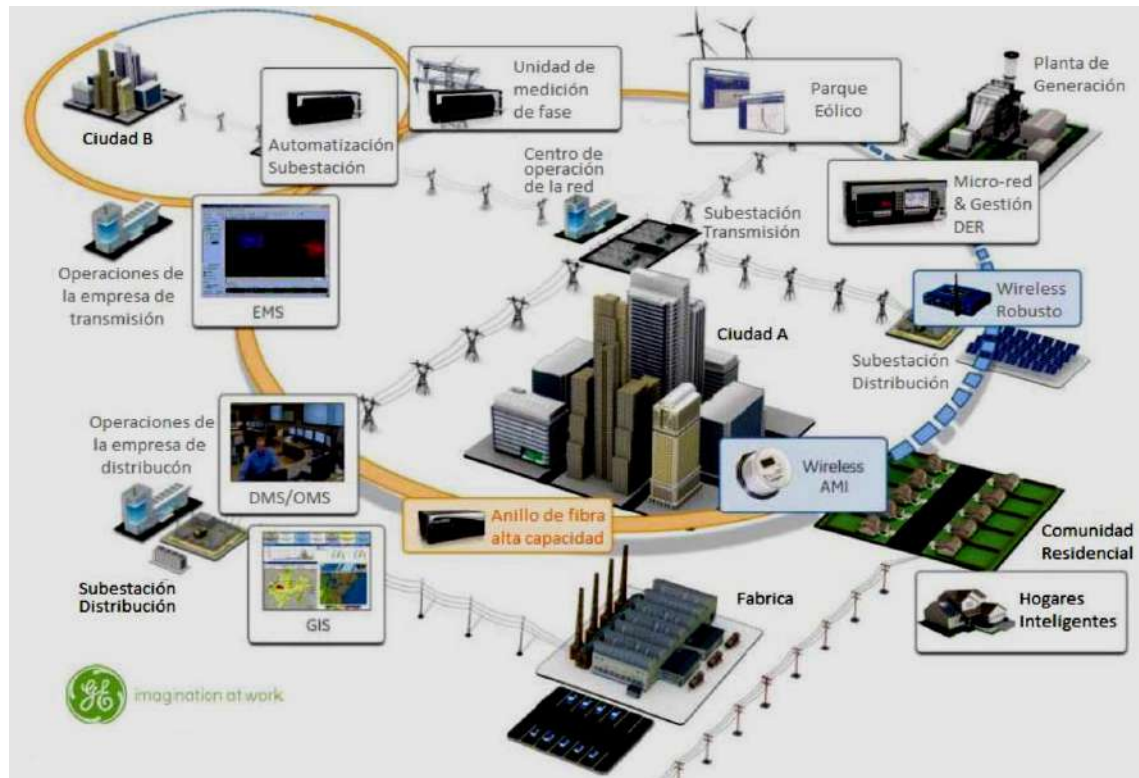 Ciudad B
Automatización
Subestación
Unidad de
medición
de fase
Parque
Eólico
Planta de
Generación
Centro de
operación
de la red
Micro-red
& Gestión
DER
Subestación
Transmisión
Operaciones de
la empresa de
transmisión
EMS
Wireless
Robusto
Ciudad A
Subestación
Distribución
Operaciones de
la empresa de
distribucón
DMS/OMS
Wireless
AMI
Anillo de fibra
alta capacidad
Comunidad
Residencial
Subestación
Distribución
GIS
Fabrica
Hogares
Inteligentes
GE
imagination at work